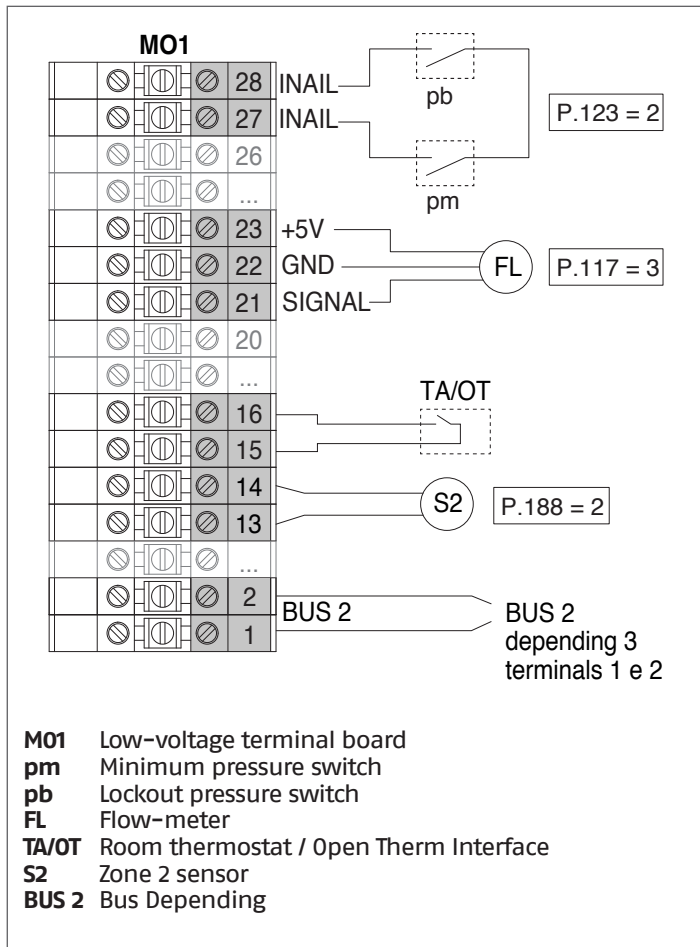 MO1
28 INAIL
pb
27 INAIL
P.123 = 2
26
pm
...
23 +5V
22 GND
FL
P.117 = 3
21 SIGNAL
20
...
TA/OT
16
15
14
S2
P.188 = 2
13
...
2
BUS 2
1
BUS 2
depending 3
terminals 1 e 2
M01 Low-voltage terminal board
pm Minimum pressure switch
pb Lockout pressure switch
FL Flow-meter
TA/OT Room thermostat / Open Therm Interface
S2 Zone 2 sensor
BUS 2 Bus Depending